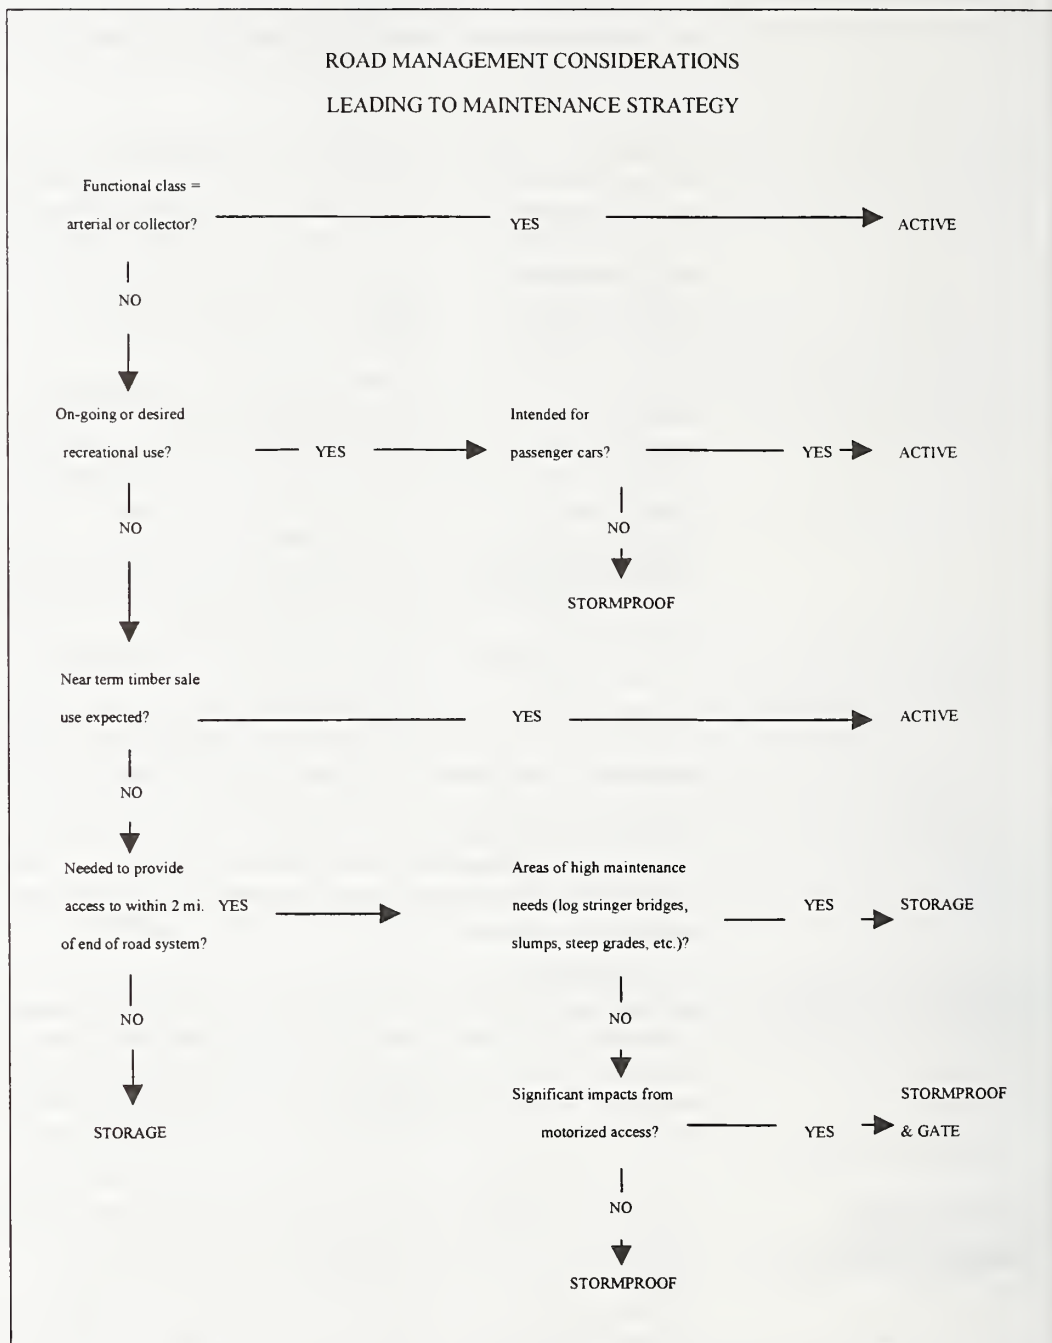 ROAD MANAGEMENT CONSIDERATIONS
LEADING TO MAINTENANCE STRATEGY
Functional class =
arterial or collector?
YES
ACTIVE
NO
On-going or desired
recreational use?
YES
Intended for
passenger cars?
YES
ACTIVE
NO
NO
STORMPROOF
Near term timber sale
use expected?
YES
ACTIVE
NO
Needed to provide
access to within 2 mi.
of end of road system?
YES
Areas of high maintenance
needs (log stringer bridges,
slumps, steep grades, etc.)?
YES
STORAGE
NO
NO
STORAGE
Significant impacts from
motorized access?
YES
STORMPROOF
& GATE
NO
STORMPROOF